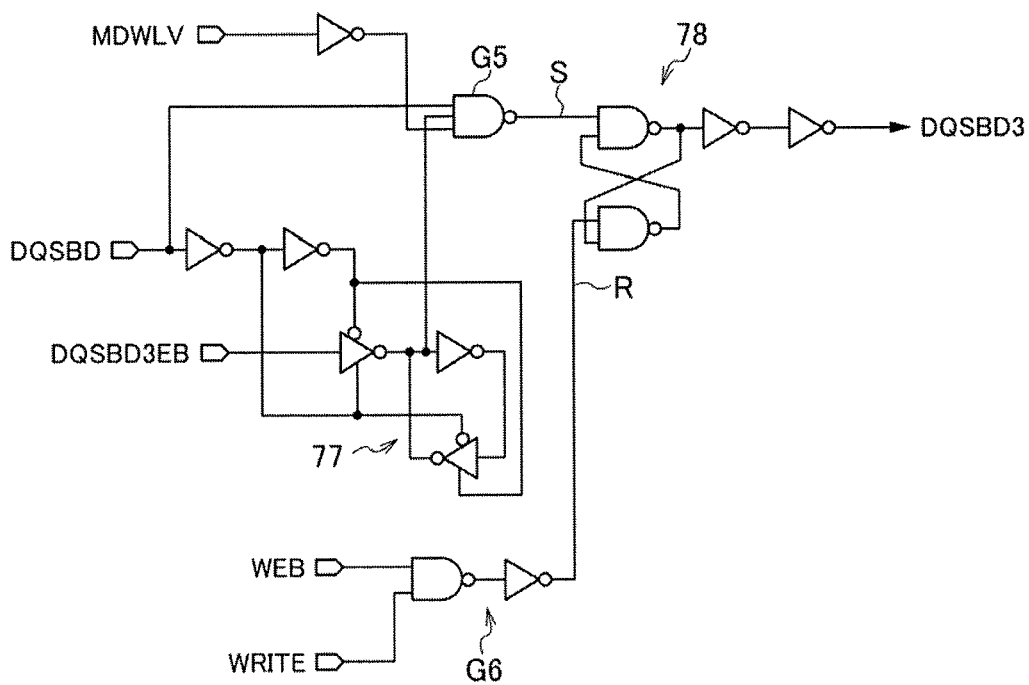 MDWLV
G5
S
78
DQSBD3
DQSBD
R
DQSBD3EB
77
WEB
WRITE
G6